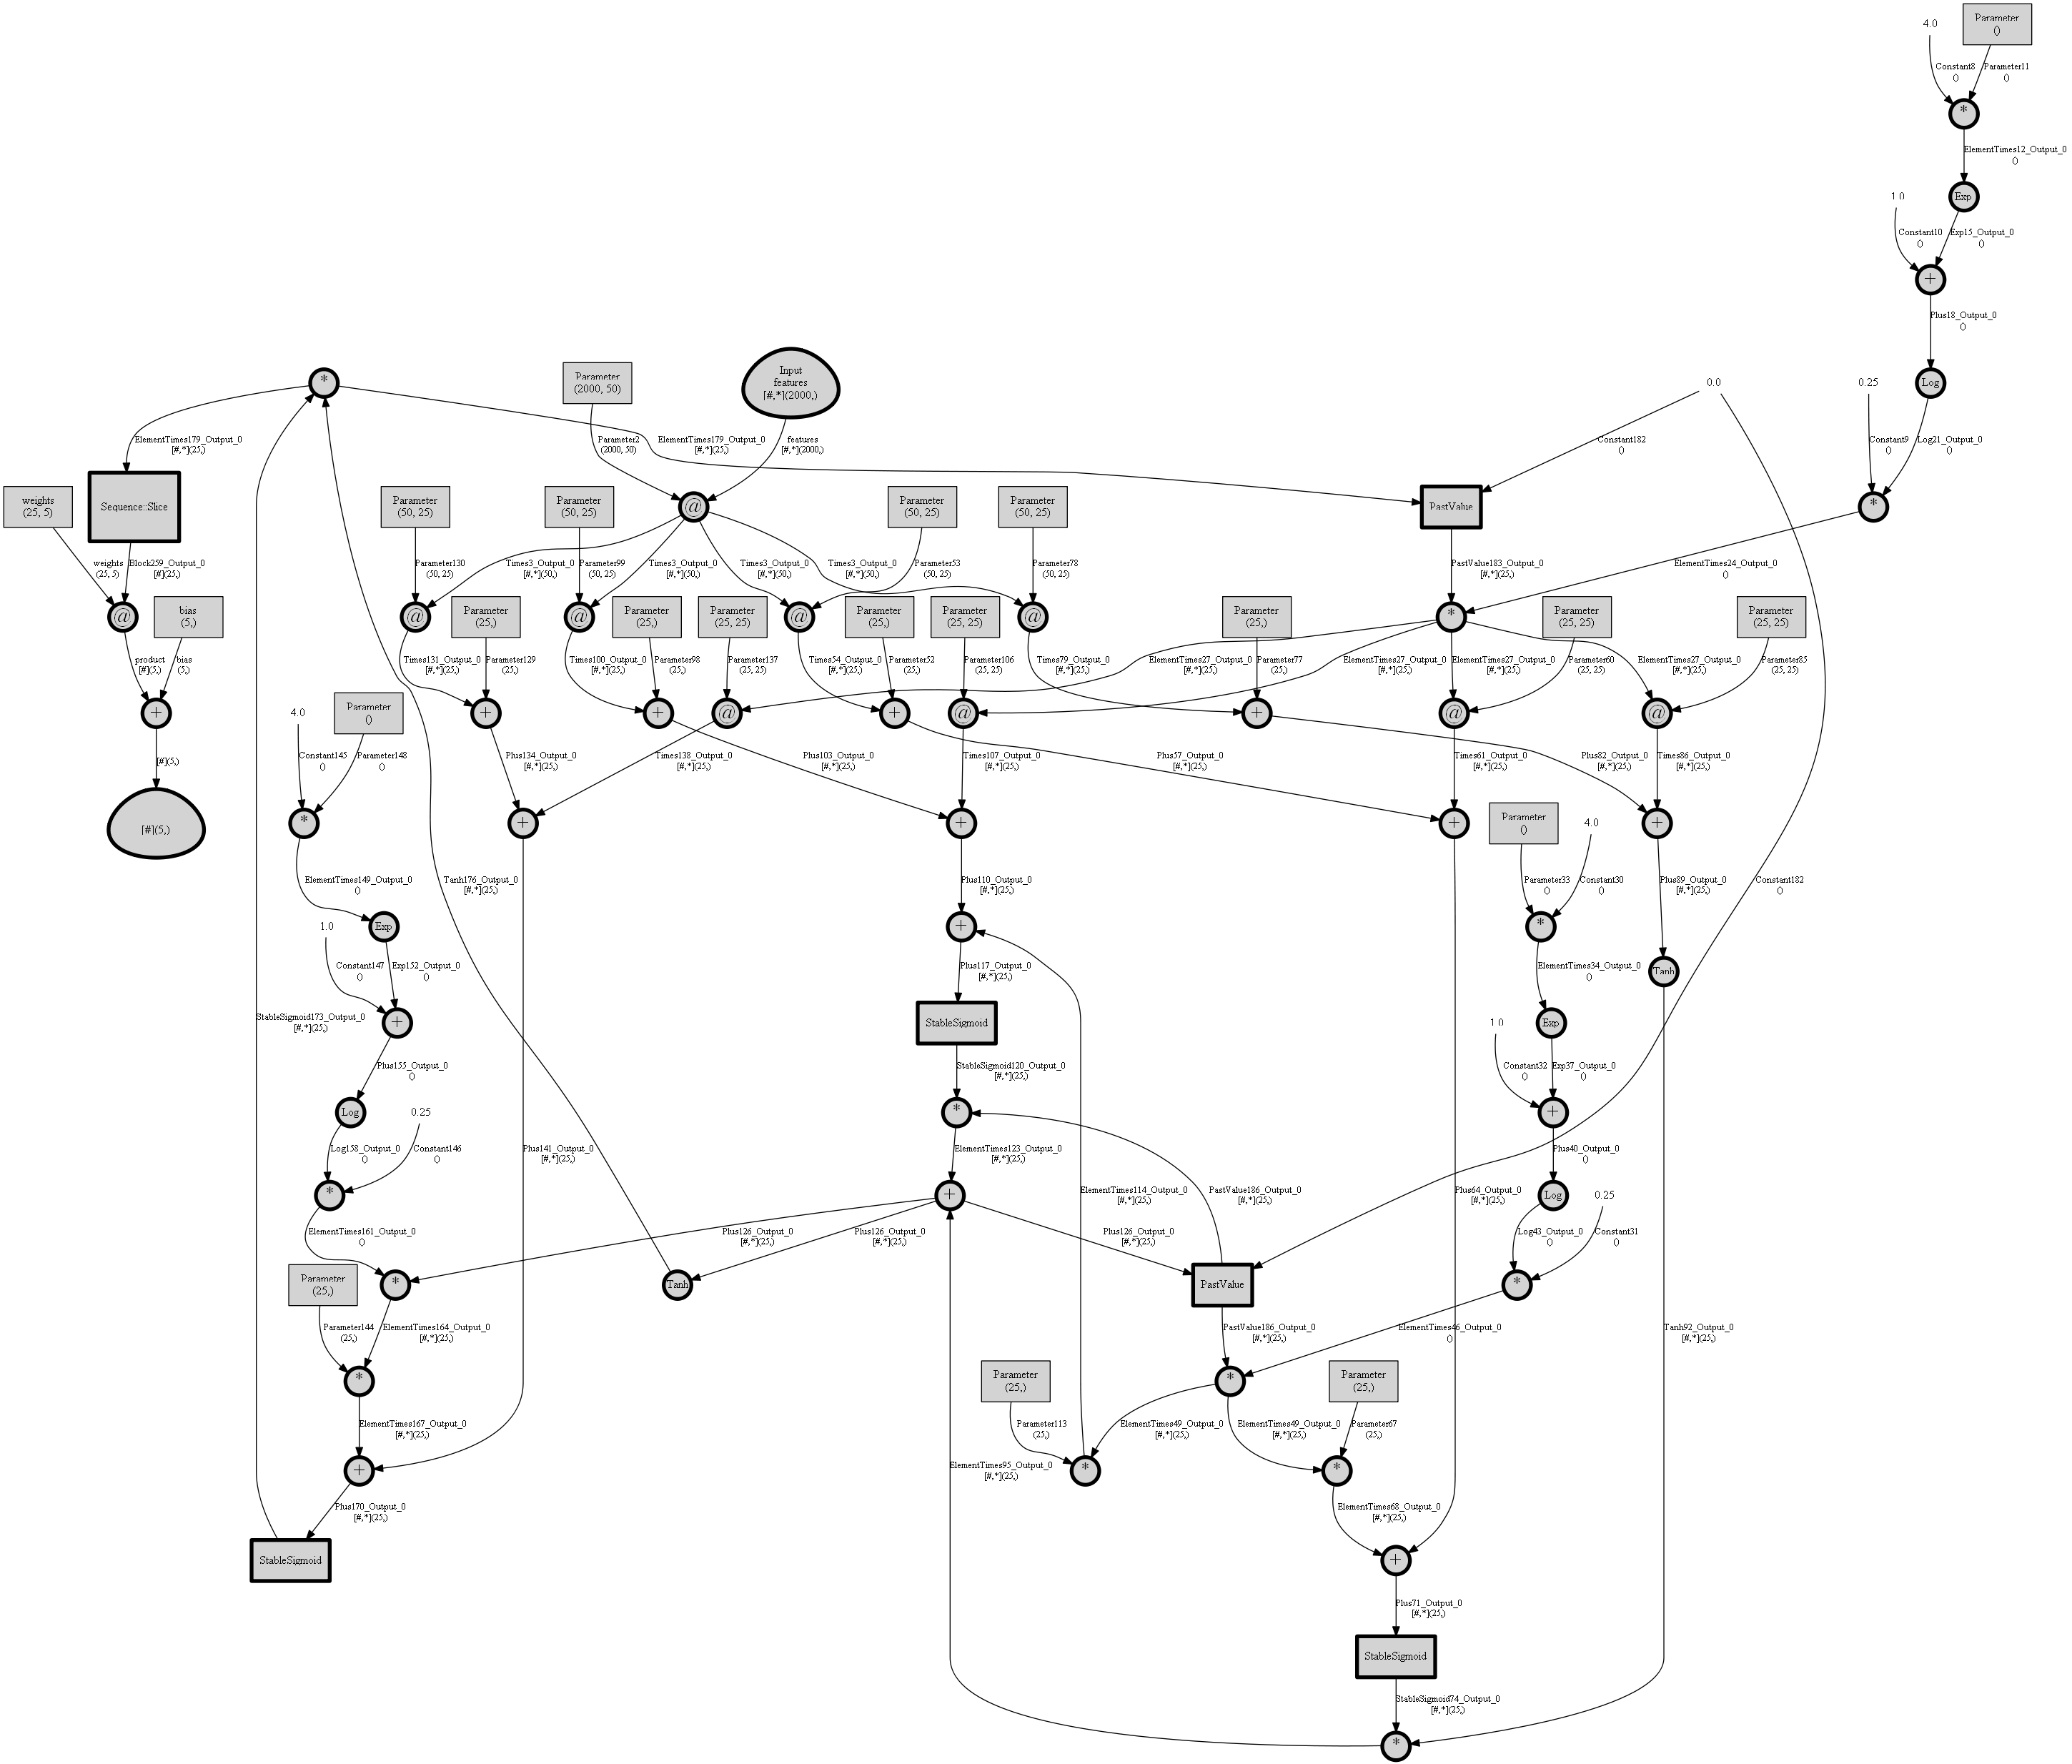 4.0
Parameter
()
Constant8
()
Parameter11
()
*
ElementTimes12_Output_0
()
1.0
Exp
Constant10
()
Exp15_Output_0
()
+
Plus18_Output_0
()
*
Parameter
(2000, 50)
Input
features
[#,*](2000,)
0.0
0.25
Log
ElementTimes179_Output_0
[#,*](25,)
Parameter2
(2000, 50)
ElementTimes179_Output_0
[#,*](25,)
features
[#,*](2000,)
Constant182
()
Constant9
()
Log21_Output_0
()
weights
(25, 5)
Sequence::Slice
Parameter
(50, 25)
Parameter
(50, 25)
@
Parameter
(50, 25)
Parameter
(50, 25)
PastValue
*
weights
(25, 5)
Block259_Output_0
[#](25,)
Parameter130
(50, 25)
Parameter99
(50, 25)
Times3_Output_0
[#,*](50,)
Times3_Output_0
[#,*](50,)
Times3_Output_0
[#,*](50,)
Times3_Output_0
[#,*](50,)
Parameter53
(50, 25)
Parameter78
(50, 25)
PastValue183_Output_0
[#,*](25,)
ElementTimes24_Output_0
()
@
bias
(5,)
@
Parameter
(25,)
@
Parameter
(25,)
Parameter
(25, 25)
@
Parameter
(25,)
Parameter
(25, 25)
@
Parameter
(25,)
*
Parameter
(25, 25)
Parameter
(25, 25)
product
[#](5,)
bias
(5,)
Times131_Output_0
[#,*](25,)
Parameter129
(25,)
Times100_Output_0
[#,*](25,)
Parameter98
(25,)
Parameter137
(25, 25)
Times54_Output_0
[#,*](25,)
Parameter52
(25,)
Parameter106
(25, 25)
Times79_Output_0
[#,*](25,)
ElementTimes27_Output_0
[#,*](25,)
Parameter77
(25,)
ElementTimes27_Output_0
[#,*](25,)
ElementTimes27_Output_0
[#,*](25,)
Parameter60
(25, 25)
ElementTimes27_Output_0
[#,*](25,)
Parameter85
(25, 25)
+
4.0
Parameter
()
+
+
@
+
@
+
@
@
[#](5,)
Constant145
()
Parameter148
()
Plus134_Output_0
[#,*](25,)
Times138_Output_0
[#,*](25,)
Plus103_Output_0
[#,*](25,)
Times107_Output_0
[#,*](25,)
Plus57_Output_0
[#,*](25,)
Times61_Output_0
[#,*](25,)
Plus82_Output_0
[#,*](25,)
Times86_Output_0
[#,*](25,)
[#](5,)
*
+
+
+
Parameter
()
4.0
+
ElementTimes149_Output_0
()
Tanh176_Output_0
[#,*](25,)
Plus110_Output_0
[#,*](25,)
Parameter33
()
Constant30
()
Plus89_Output_0
[#,*](25,)
Constant182
()
1.0
Exp
+
*
Constant147
()
Exp152_Output_0
()
Plus117_Output_0
[#,*](25,)
ElementTimes34_Output_0
()
Tanh
StableSigmoid173_Output_0
[#,*](25,)
+
StableSigmoid
1.0
Exp
Plus155_Output_0
()
StableSigmoid120_Output_0
[#,*](25,)
Constant32
()
Exp37_Output_0
()
Log
0.25
*
+
Log158_Output_0
()
Constant146
()
Plus141_Output_0
[#,*](25,)
ElementTimes123_Output_0
[#,*](25,)
Plus40_Output_0
()
*
+
ElementTimes114_Output_0
[#,*](25,)
PastValue186_Output_0
[#,*](25,)
Plus64_Output_0
[#,*](25,)
Log
0.25
ElementTimes161_Output_0
()
Plus126_Output_0
[#,*](25,)
Plus126_Output_0
[#,*](25,)
Plus126_Output_0
[#,*](25,)
Log43_Output_0
()
Constant31
()
Parameter
(25,)
*
Tanh
PastValue
*
Parameter144
(25,)
ElementTimes164_Output_0
[#,*](25,)
PastValue186_Output_0
[#,*](25,)
ElementTimes46_Output_0
()
Tanh92_Output_0
[#,*](25,)
*
Parameter
(25,)
*
Parameter
(25,)
ElementTimes167_Output_0
[#,*](25,)
Parameter113
(25,)
ElementTimes49_Output_0
[#,*](25,)
ElementTimes49_Output_0
[#,*](25,)
Parameter67
(25,)
+
ElementTimes95_Output_0
[#,*](25,)
*
*
Plus170_Output_0
[#,*](25,)
ElementTimes68_Output_0
[#,*](25,)
StableSigmoid
+
Plus71_Output_0
[#,*](25,)
StableSigmoid
StableSigmoid74_Output_0
[#,*](25,)
*